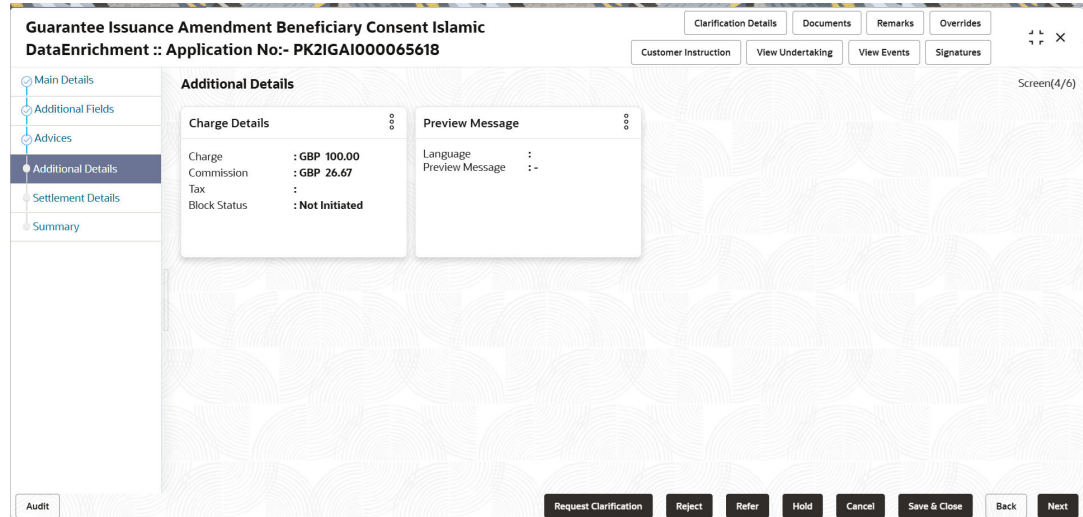 Guarantee Issuance Amendment Beneficiary Consent Islamic
DataEnrichment :: Application No:- PK2IGAI000065618
Clarification Details
Documents
Remarks
Overrides
Customer Instruction
View Undertaking
View Events
Signatures
Main Details
Additional Fields
Advices
Additional Details
Settlement Details
Summary
Additional Details
Screen(4/6)
Charge Details
Charge : GBP 100.00
Commission : GBP 26.67
Tax :
Block Status : Not Initiated
Preview Message
Language :
Preview Message : -
Audit
Request Clarification
Reject
Refer
Hold
Cancel
Save & Close
Back
Next